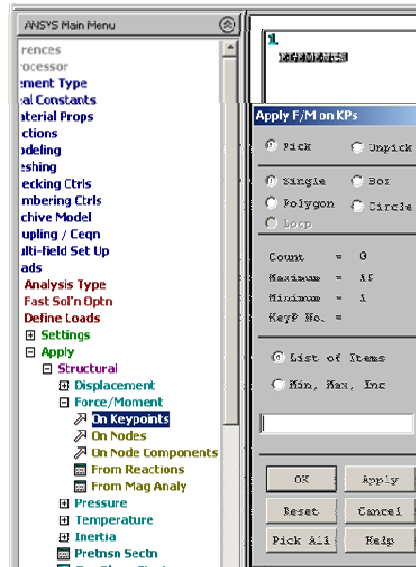 ANSYS Main Menu
rences
rocessor
ement Type
eal Constants
aterial Props
ctions
odeling
eshing
ecking Ctrls
mbering Ctrls
chive Model
upling / Ceqn
ulti-field Set Up
ads
Analysis Type
Fast Sol'n Optn
Define Loads
Settings
Apply
Structural
Displacement
Force/Moment
On Keypoints
On Nodes
On Node Components
From Reactions
From Mag Analy
Pressure
Temperature
Inertia
Pretnsn Sectn
1
KEYPOINTS
Apply F/M on KPs
Pick Unpick
Single Box
Polygon Circle
Loop
Count = 0
Maximum =
Minimum = 1
KeyP No. =
List of Items
Min, Max, Inc
OK Apply
Reset Cancel
Pick All Help